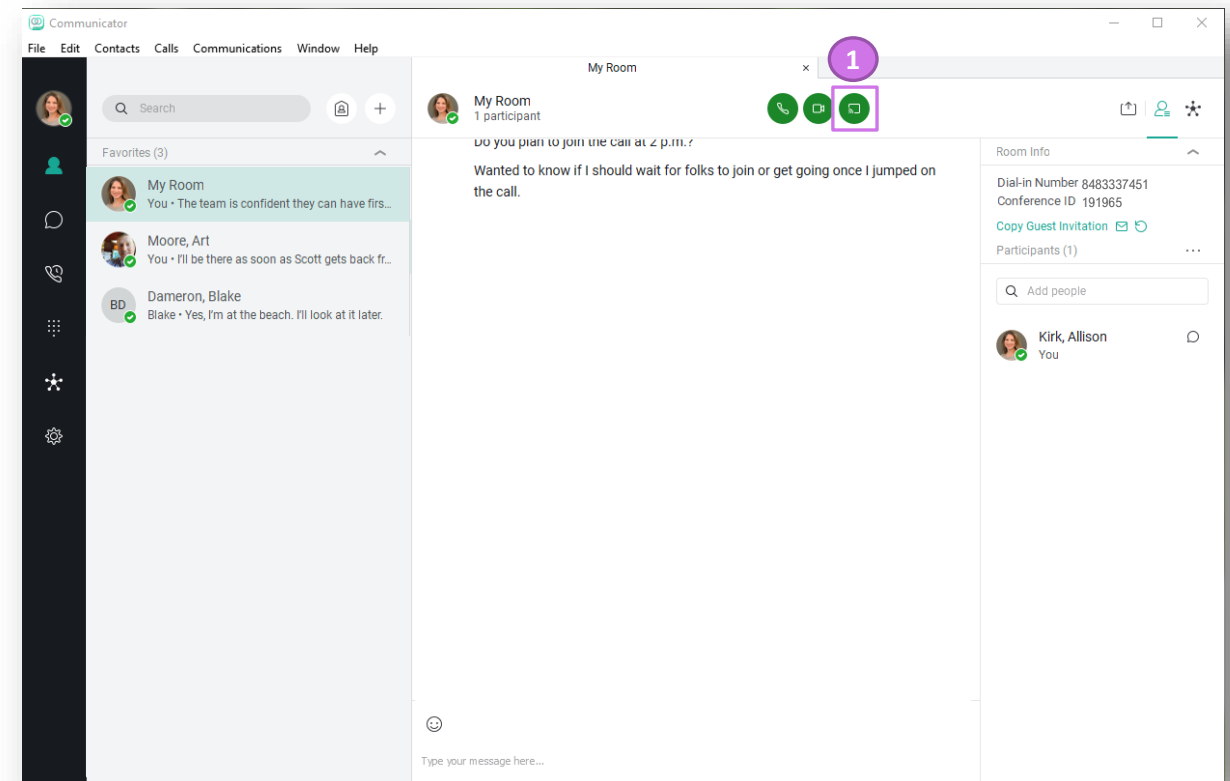 Communicator
File Edit Contacts Calls Communications Window Help
My Room
1
Search
My Room
1 participant
Favorites (3)
My Room
You • The team is confident they can have firs...
Moore, Art
You • I'll be there as soon as Scott gets back fr...
BD
Dameron, Blake
Blake • Yes, I'm at the beach. I'll look at it later.
Do you plan to join the call at 2 p.m.?
Wanted to know if I should wait for folks to join or get going once I jumped on
the call.
Type your message here...
Room Info
Dial-in Number 8483337451
Conference ID 191965
Copy Guest Invitation
Participants (1)
Add people
Kirk, Allison
You